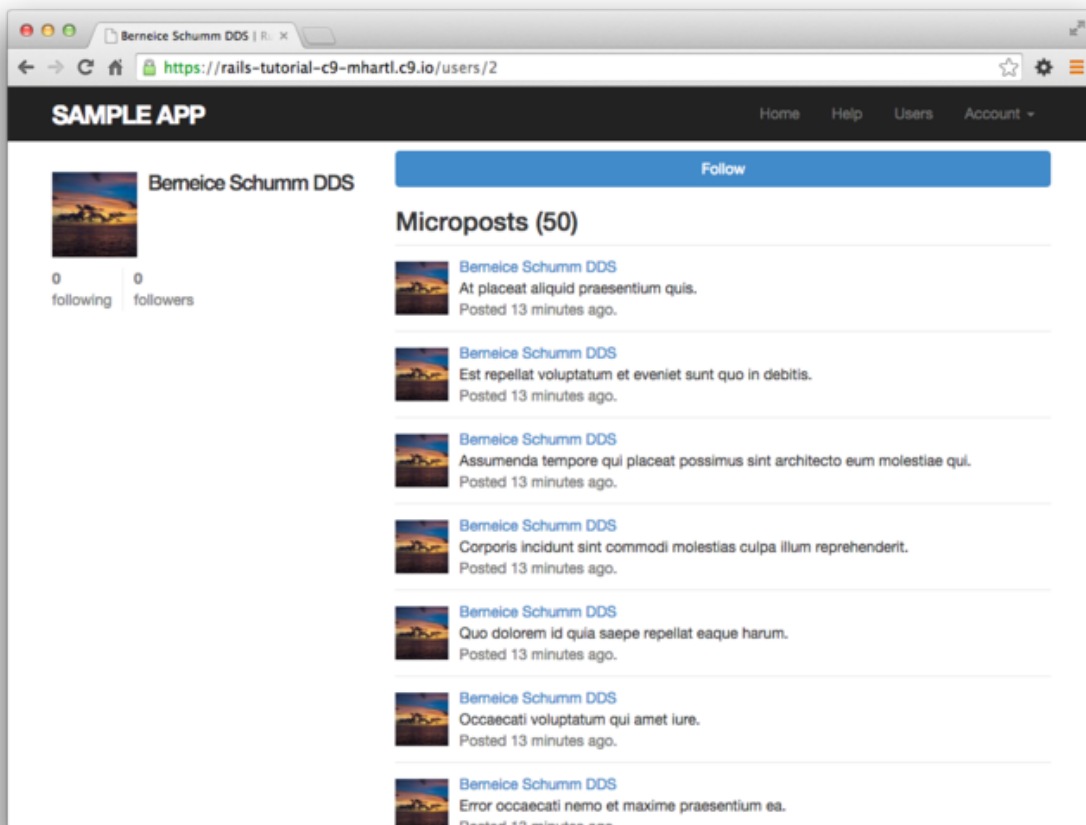 Berneice Schumm DDS | R
https://rails-tutorial-c9-mhartl.c9.io/users/2
SAMPLE APP
Home Help Users Account
Berneice Schumm DDS
0 following
0 followers
Follow
Microposts (50)
Berneice Schumm DDS
At placeat aliquid praesentium quis.
Posted 13 minutes ago.
Berneice Schumm DDS
Est repellat voluptatum et eveniet sunt quo in debitis.
Posted 13 minutes ago.
Berneice Schumm DDS
Assumenda tempore qui placeat possimus sint architecto eum molestiae qui.
Posted 13 minutes ago.
Berneice Schumm DDS
Corporis incidunt sint commodi molestias culpa illum reprehenderit.
Posted 13 minutes ago.
Berneice Schumm DDS
Quo dolorem id quia saepe repellat eaque harum.
Posted 13 minutes ago.
Berneice Schumm DDS
Occaecati voluptatum qui amet iure.
Posted 13 minutes ago.
Berneice Schumm DDS
Error occaecati nemo et maxime praesentium ea.
Posted 13 minutes ago.